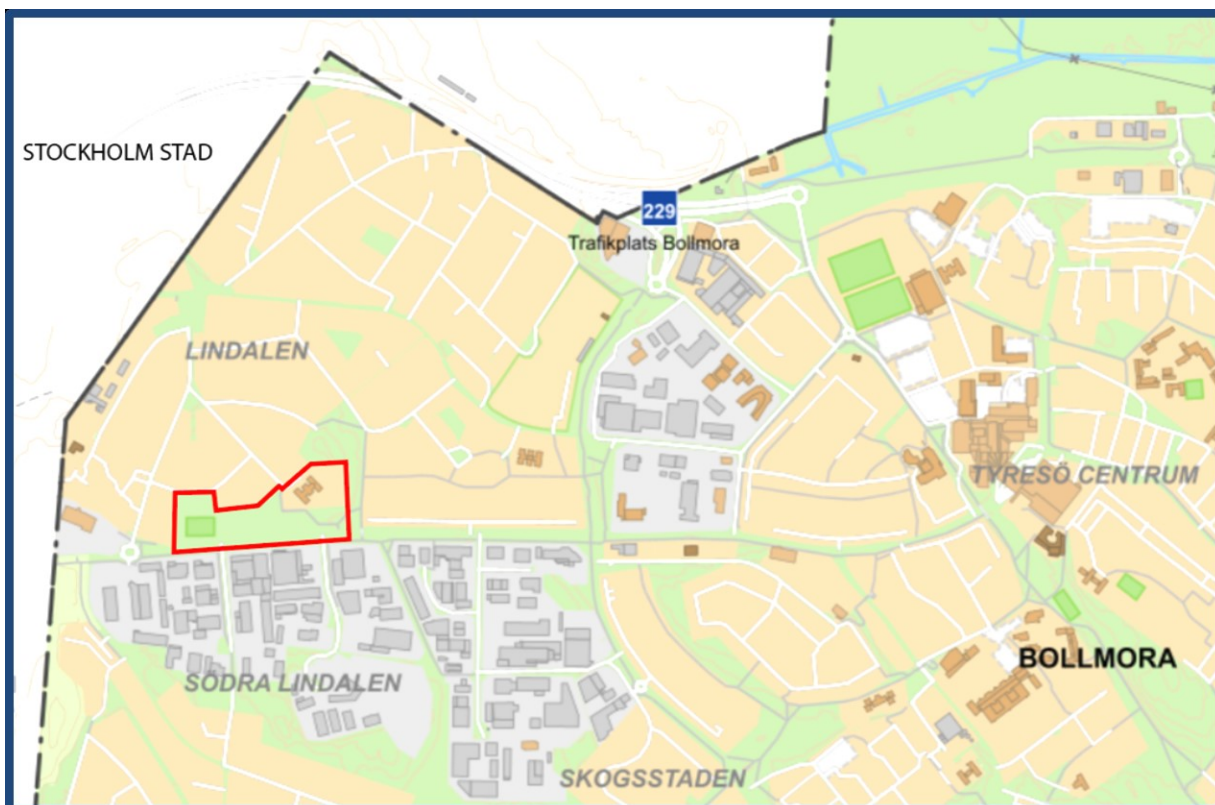 STOCKHOLM STAD
229
Trafikplats Bollmora
LINDALEN
TYRESÖ CENTRUM
BOLLMORA
SÖDRA LINDALEN
SKOGSSTADEN